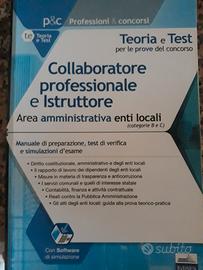 p&c Professioni & concorsi
te Teoria e Test
Teoria e Test
per le prove del concorso
Collaboratore
professionale
e Istruttore
Area amministrativa enti locali
(categorie B e C)
Manuale di preparazione, test di verifica
e simulazioni d'esame
• Diritto costituzionale, amministrativo e degli enti locali
• Il rapporto di lavoro dei dipendenti degli enti locali
• Misure in materia di trasparenza e anticorruzione
• I servizi comunali e quelli di interesse statale
• Contabilità, finanza e attività contrattuale
• Reati contro la Pubblica Amministrazione
• Gli atti degli enti locali: guida alla prova teorico-pratica
Con Software
di simulazione
subito